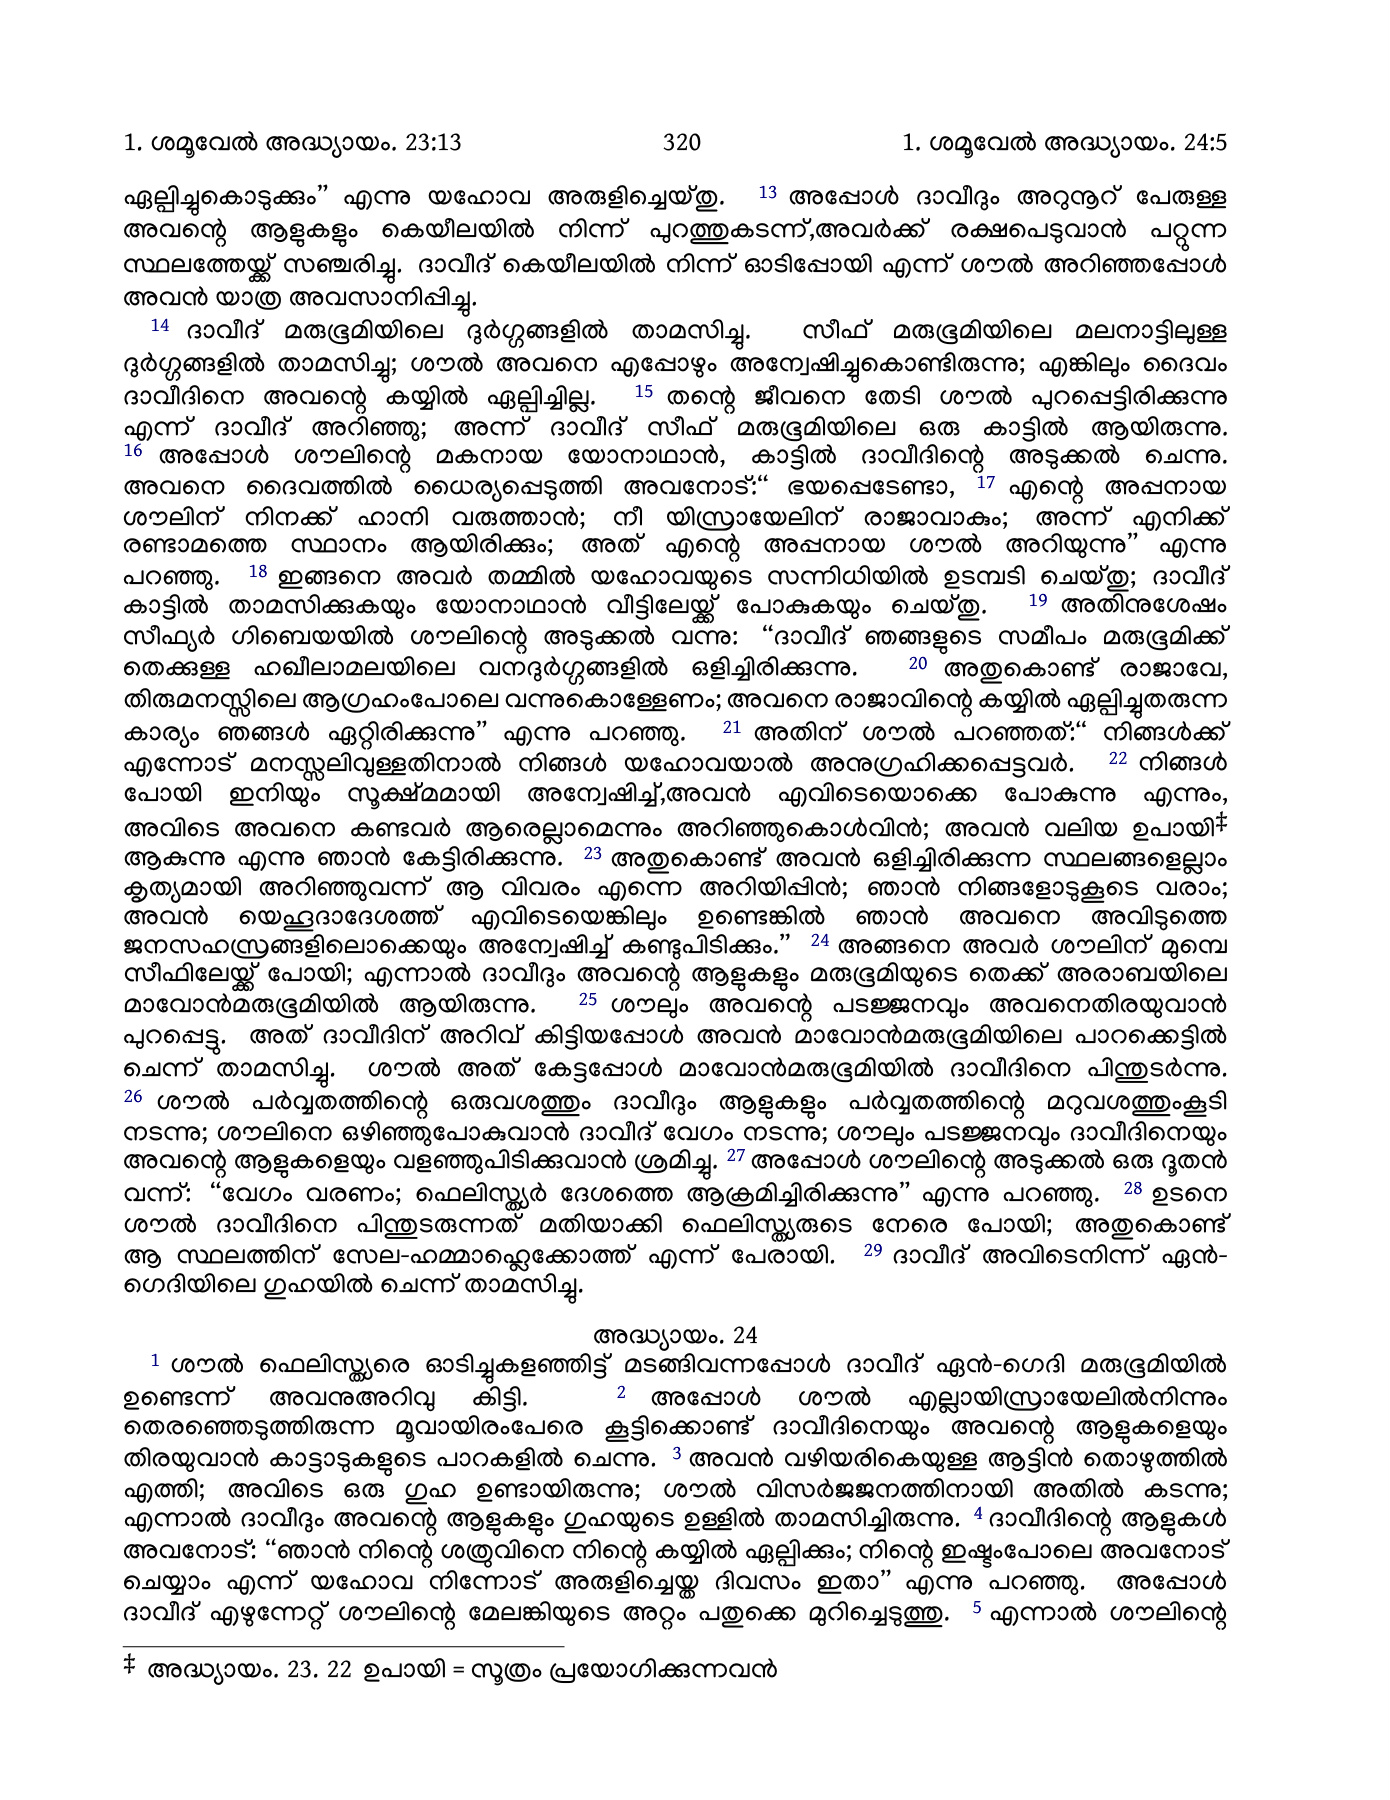 1. ശമൂവേൽ അദ്ധ്യായം. 23:13 320 1. ശമൂവേൽ അദ്ധ്യായം. 24:5
ഏല്പിച്ചുകൊടുക്കും” എന്നു യഹോവ അരുളിച്ചെയ്തു. 13 അപ്പോൾ ദാവീദും അറുനൂറ് പേരുള്ള
അവന്റെ ആളുകളും കെയീലയിൽ നിന്ന് പുറത്തുകടന്ന്,അവർക്ക് രക്ഷപെടുവാൻ പറ്റുന്ന
സ്ഥലത്തേയ്ക്ക് സഞ്ചരിച്ചു. ദാവീദ് കെയീലയിൽ നിന്ന് ഓടിപ്പോയി എന്ന് ശൗൽ അറിഞ്ഞപ്പോൾ
അവൻ യാത്ര അവസാനിപ്പിച്ചു.
14 ദാവീദ് മരുഭൂമിയിലെ ദുർഗ്ഗങ്ങളിൽ താമസിച്ചു. സീഫ് മരുഭൂമിയിലെ മലനാട്ടിലുള്ള
ദുർഗ്ഗങ്ങളിൽ താമസിച്ചു; ശൗൽ അവനെ എപ്പോഴും അന്വേഷിച്ചുകൊണ്ടിരുന്നു; എങ്കിലും ദൈവം
ദാവീദിനെ അവന്റെ കയ്യിൽ ഏല്പിച്ചില്ല. 15 തന്റെ ജീവനെ തേടി ശൗൽ പുറപ്പെട്ടിരിക്കുന്നു
എന്ന് ദാവീദ് അറിഞ്ഞു; അന്ന് ദാവീദ് സീഫ് മരുഭൂമിയിലെ ഒരു കാട്ടിൽ ആയിരുന്നു.
16 അപ്പോൾ ശൗലിന്റെ മകനായ യോനാഥാൻ, കാട്ടിൽ ദാവീദിന്റെ അടുക്കൽ ചെന്നു.
അവനെ ദൈവത്തിൽ ധൈര്യപ്പെടുത്തി അവനോട്:“ ഭയപ്പെടേണ്ടാ, 17 എന്റെ അപ്പനായ
ശൗലിന് നിനക്ക് ഹാനി വരുത്താൻ; നീ യിസ്രായേലിന് രാജാവാകും; അന്ന് എനിക്ക്
രണ്ടാമത്തെ സ്ഥാനം ആയിരിക്കും; അത് എന്റെ അപ്പനായ ശൗൽ അറിയുന്നു” എന്നു
പറഞ്ഞു. 18 ഇങ്ങനെ അവർ തമ്മിൽ യഹോവയുടെ സന്നിധിയിൽ ഉടമ്പടി ചെയ്തു; ദാവീദ്
കാട്ടിൽ താമസിക്കുകയും യോനാഥാൻ വീട്ടിലേയ്ക്ക് പോകുകയും ചെയ്തു. 19 അതിനുശേഷം
സീഫ്യർ ഗിബെയയിൽ ശൗലിന്റെ അടുക്കൽ വന്നു: “ദാവീദ് ഞങ്ങളുടെ സമീപം മരുഭൂമിക്ക്
തെക്കുള്ള ഹഖീലാമലയിലെ വനദുർഗ്ഗങ്ങളിൽ ഒളിച്ചിരിക്കുന്നു. 20 അതുകൊണ്ട് രാജാവേ,
തിരുമനസ്സിലെ ആഗ്രഹംപോലെ വന്നുകൊള്ളേണം; അവനെ രാജാവിന്റെ കയ്യിൽ ഏല്പിച്ചുതരുന്ന
കാര്യം ഞങ്ങൾ ഏറ്റിരിക്കുന്നു” എന്നു പറഞ്ഞു. 21 അതിന് ശൗൽ പറഞ്ഞത്:“ നിങ്ങൾക്ക്
എന്നോട് മനസ്സലിവുള്ളതിനാൽ നിങ്ങൾ യഹോവയാൽ അനുഗ്രഹിക്കപ്പെട്ടവർ. 22 നിങ്ങൾ
പോയി ഇനിയും സൂക്ഷ്മമായി അന്വേഷിച്ച്,അവൻ എവിടെയൊക്കെ പോകുന്നു എന്നും,
അവിടെ അവനെ കണ്ടവർ ആരെല്ലാമെന്നും അറിഞ്ഞുകൊൾവിൻ; അവൻ വലിയ ഉപായി‡
ആകുന്നു എന്നു ഞാൻ കേട്ടിരിക്കുന്നു. 23 അതുകൊണ്ട് അവൻ ഒളിച്ചിരിക്കുന്ന സ്ഥലങ്ങളെല്ലാം
കൃത്യമായി അറിഞ്ഞുവന്ന് ആ വിവരം എന്നെ അറിയിപ്പിൻ; ഞാൻ നിങ്ങളോടുകൂടെ വരാം;
അവൻ യെഹൂദാദേശത്ത് എവിടെയെങ്കിലും ഉണ്ടെങ്കിൽ ഞാൻ അവനെ അവിടുത്തെ
ജനസഹസ്രങ്ങളിലൊക്കെയും അന്വേഷിച്ച് കണ്ടുപിടിക്കും.” 24 അങ്ങനെ അവർ ശൗലിന് മുമ്പെ
സീഫിലേയ്ക്ക് പോയി; എന്നാൽ ദാവീദും അവന്റെ ആളുകളും മരുഭൂമിയുടെ തെക്ക് അരാബയിലെ
മാവോൻമരുഭൂമിയിൽ ആയിരുന്നു. 25 ശൗലും അവന്റെ പടജ്ജനവും അവനെതിരയുവാൻ
പുറപ്പെട്ടു. അത് ദാവീദിന് അറിവ് കിട്ടിയപ്പോൾ അവൻ മാവോൻമരുഭൂമിയിലെ പാറക്കെട്ടിൽ
ചെന്ന് താമസിച്ചു. ശൗൽ അത് കേട്ടപ്പോൾ മാവോൻമരുഭൂമിയിൽ ദാവീദിനെ പിന്തുടർന്നു.
26 ശൗൽ പർവ്വതത്തിന്റെ ഒരുവശത്തും ദാവീദും ആളുകളും പർവ്വതത്തിന്റെ മറുവശത്തുംകൂടി
നടന്നു; ശൗലിനെ ഒഴിഞ്ഞുപോകുവാൻ ദാവീദ് വേഗം നടന്നു; ശൗലും പടജ്ജനവും ദാവീദിനെയും
അവന്റെ ആളുകളെയും വളഞ്ഞുപിടിക്കുവാൻ ശ്രമിച്ചു. 27 അപ്പോൾ ശൗലിന്റെ അടുക്കൽ ഒരു ദൂതൻ
വന്ന്: “വേഗം വരണം; ഫെലിസ്ത്യർ ദേശത്തെ ആക്രമിച്ചിരിക്കുന്നു” എന്നു പറഞ്ഞു. 28 ഉടനെ
ശൗൽ ദാവീദിനെ പിന്തുടരുന്നത് മതിയാക്കി ഫെലിസ്ത്യരുടെ നേരെ പോയി; അതുകൊണ്ട്
ആ സ്ഥലത്തിന് സേല-ഹമ്മാഹ്ലെക്കോത്ത് എന്ന് പേരായി. 29 ദാവീദ് അവിടെനിന്ന് ഏൻ-
ഗെദിയിലെ ഗുഹയിൽ ചെന്ന് താമസിച്ചു.
അദ്ധ്യായം. 24
1 ശൗൽ ഫെലിസ്ത്യരെ ഓടിച്ചുകളഞ്ഞിട്ട് മടങ്ങിവന്നപ്പോൾ ദാവീദ് ഏൻ-ഗെദി മരുഭൂമിയിൽ
ഉണ്ടെന്ന് അവനുഅറിവു കിട്ടി. 2 അപ്പോൾ ശൗൽ എല്ലായിസ്രായേലിൽനിന്നും
തെരഞ്ഞെടുത്തിരുന്ന മൂവായിരംപേരെ കൂട്ടിക്കൊണ്ട് ദാവീദിനെയും അവന്റെ ആളുകളെയും
തിരയുവാൻ കാട്ടാടുകളുടെ പാറകളിൽ ചെന്നു. 3 അവൻ വഴിയരികെയുള്ള ആട്ടിൻ തൊഴുത്തിൽ
എത്തി; അവിടെ ഒരു ഗുഹ ഉണ്ടായിരുന്നു; ശൗൽ വിസർജജനത്തിനായി അതിൽ കടന്നു;
എന്നാൽ ദാവീദും അവന്റെ ആളുകളും ഗുഹയുടെ ഉള്ളിൽ താമസിച്ചിരുന്നു. 4 ദാവീദിന്റെ ആളുകൾ
അവനോട്: “ഞാൻ നിന്റെ ശത്രുവിനെ നിന്റെ കയ്യിൽ ഏല്പിക്കും; നിന്റെ ഇഷ്ടംപോലെ അവനോട്
ചെയ്യാം എന്ന് യഹോവ നിന്നോട് അരുളിച്ചെയ്ത ദിവസം ഇതാ” എന്നു പറഞ്ഞു. അപ്പോൾ
ദാവീദ് എഴുന്നേറ്റ് ശൗലിന്റെ മേലങ്കിയുടെ അറ്റം പതുക്കെ മുറിച്ചെടുത്തു. 5 എന്നാൽ ശൗലിന്റെ
‡ അദ്ധ്യായം. 23. 22 ഉപായി = സൂത്രം പ്രയോഗിക്കുന്നവൻ